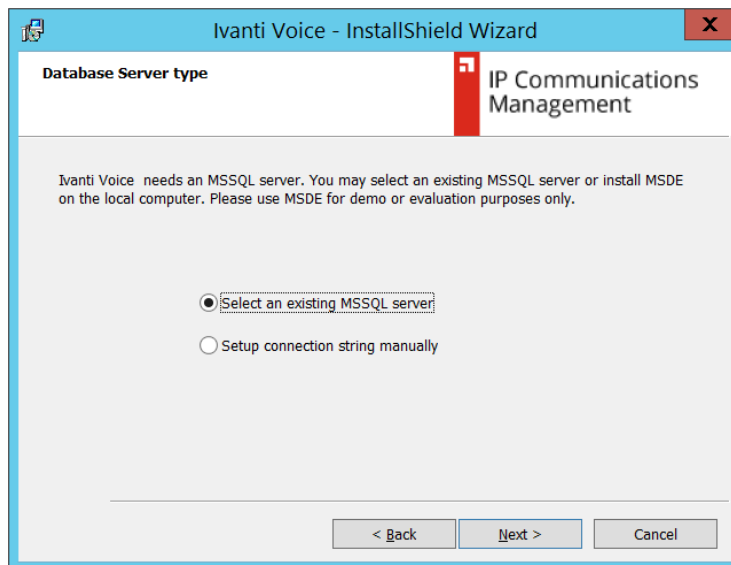 Ivanti Voice - InstallShield Wizard
X
Database Server type
IP Communications
Management
Ivanti Voice  needs an MSSQL server. You may select an existing MSSQL server or install MSDE
on the local computer. Please use MSDE for demo or evaluation purposes only.
Select an existing MSSQL server
Setup connection string manually
< Back
Next >
Cancel